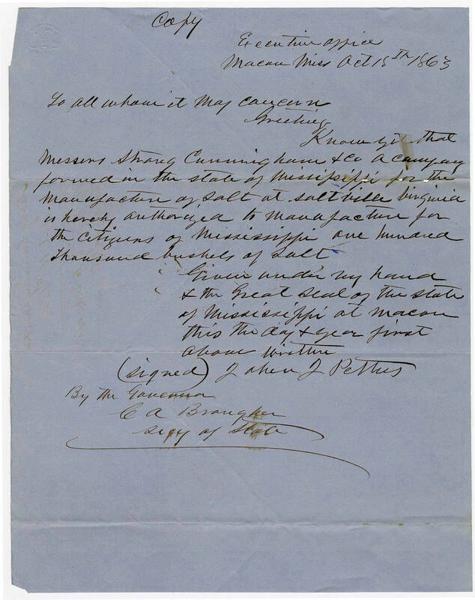 Copy
Executive office
Macon Miss Oct 15th 1863
To all whom it May concern
Greeting
Know ye that
Messers Strong Cunningham & Co A company
formed in the state of Mississippi for the
Manufacture of Salt at Saltville Virginia
is hereby authorized to Manufacture for
the citizens of Mississippi one hundred
thousand bushels of Salt
Given under my hand
& the Great Seal of the state
of Mississippi at Macon
this the day & year first
above written
(signed) John J Pettus
By the Governor
C A Brougher
Secy of State